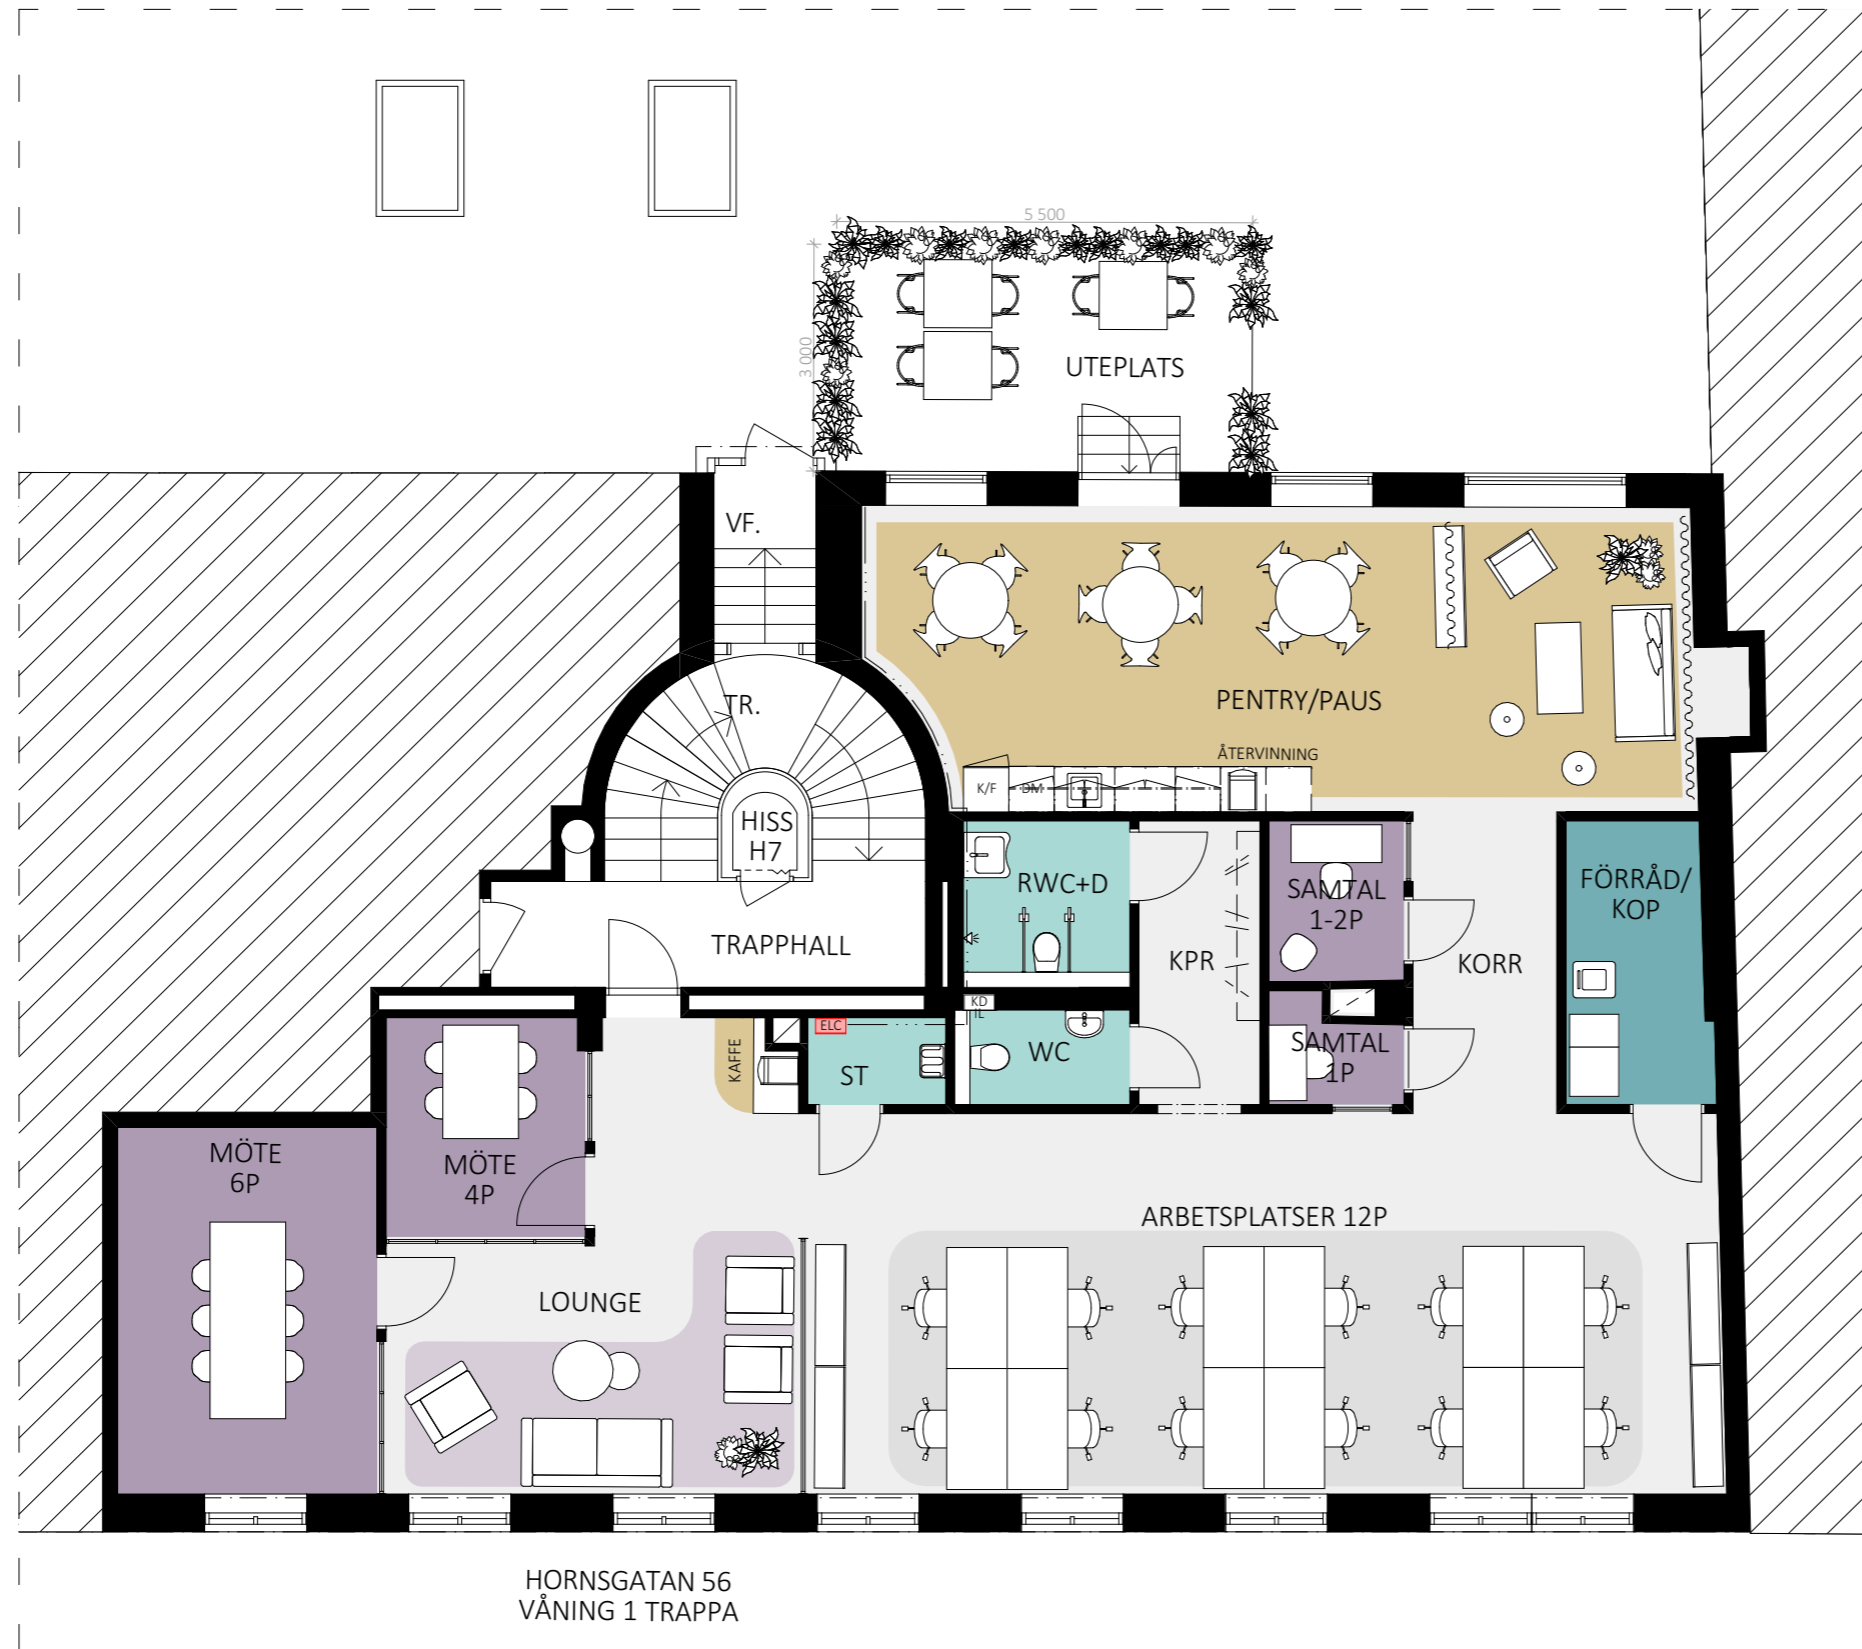 5 500
3 000
UTEPLATS
VF.
TR.
PENTRY/PAUS
ÅTERVINNING
K/F
DM
HISS
H7
RWC+D
SAMTAL
1-2P
FÖRRÅD/
KOP
TRAPPHALL
KPR
KORR
KD
IL
ELC
KAFFE
ST
WC
SAMTAL
1P
MÖTE
6P
MÖTE
4P
ARBETSPLATSER 12P
LOUNGE
HORNSGATAN 56
VÅNING 1 TRAPPA